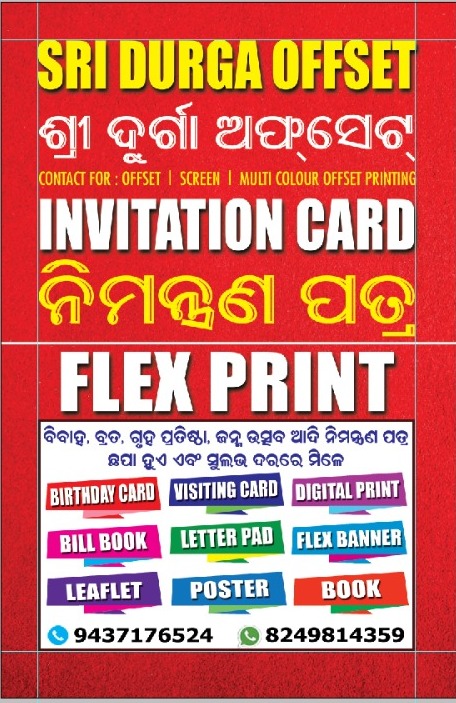 SRI DURGA OFFSET
ଶ୍ରୀ ଦୁର୍ଗା ଅଫ୍‌ସେଟ୍
CONTACT FOR : OFFSET | SCREEN | MULTI COLOUR OFFSET PRINTING
INVITATION CARD
ନିମନ୍ତ୍ରଣ ପତ୍ର
FLEX PRINT
ବିବାହ, ବ୍ରତ, ଗୃହ ପ୍ରତିଷ୍ଠା, ଜନ୍ମ ଉତ୍ସବ ଆଦି ନିମନ୍ତ୍ରଣ ପତ୍ର
ଛପା ହୁଏ ଏବଂ ସୁଲଭ ଦରରେ ମିଳେ
BIRTHDAY CARD VISITING CARD DIGITAL PRINT
BILL BOOK LETTER PAD FLEX BANNER
LEAFLET POSTER BOOK
9437176524 8249814359